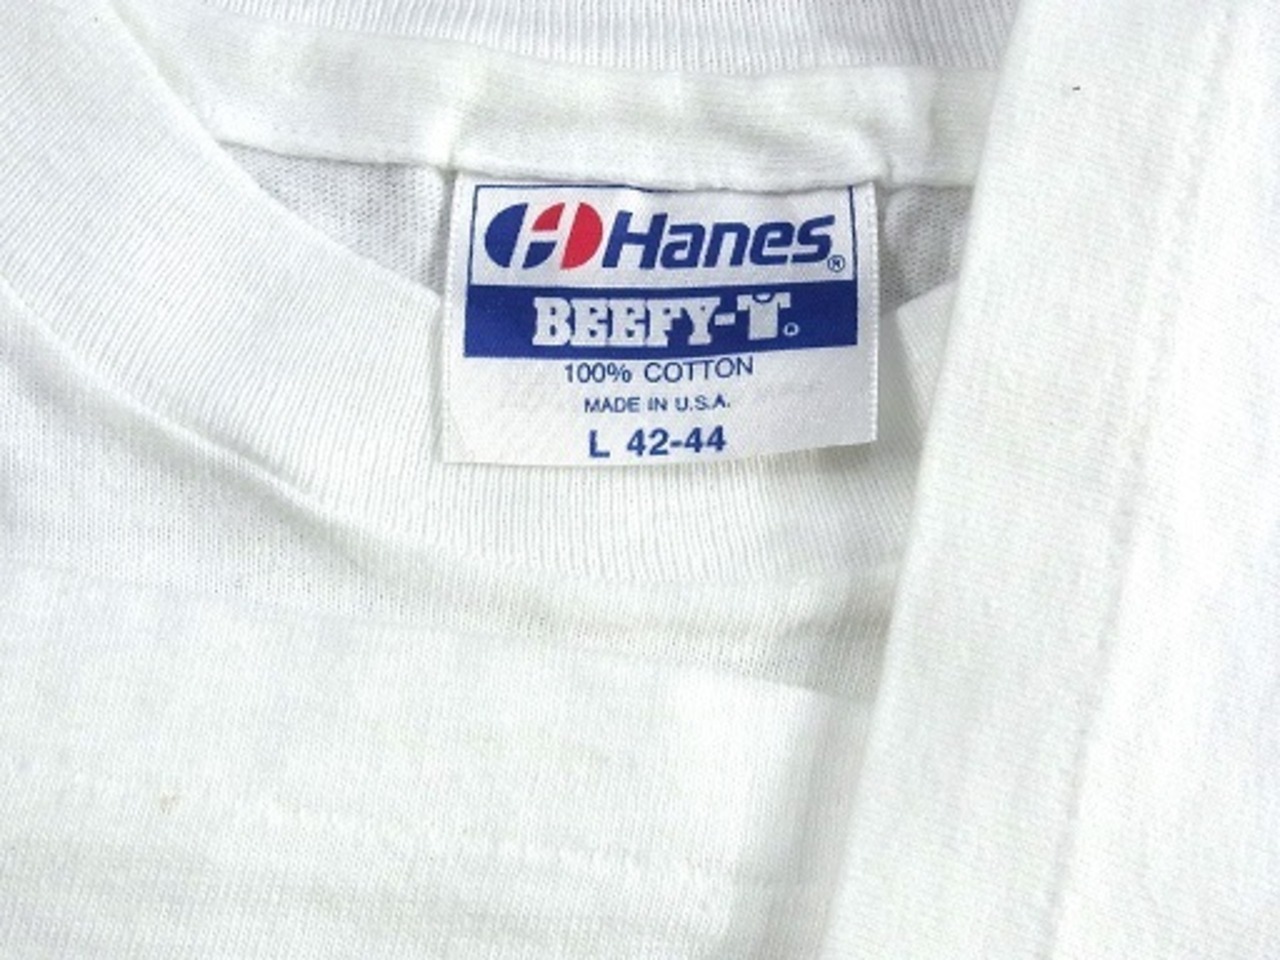 Hanes®
BEEFY-T®
100% COTTON
MADE IN U.S.A.
L 42-44